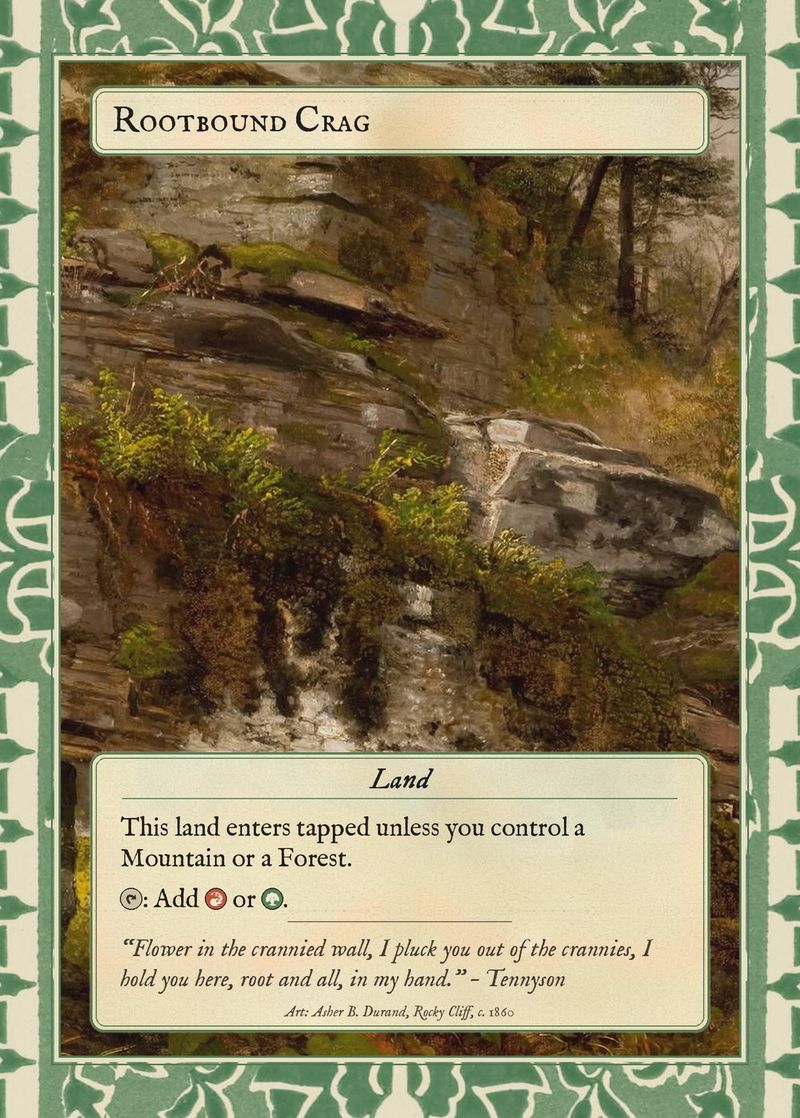 Rootbound Crag
Land
This land enters tapped unless you control a
Mountain or a Forest.
: Add or .
“Flower in the crannied wall, I pluck you out of the crannies, I
hold you here, root and all, in my hand.” – Tennyson
Art: Asher B. Durand, Rocky Cliff, c. 1860